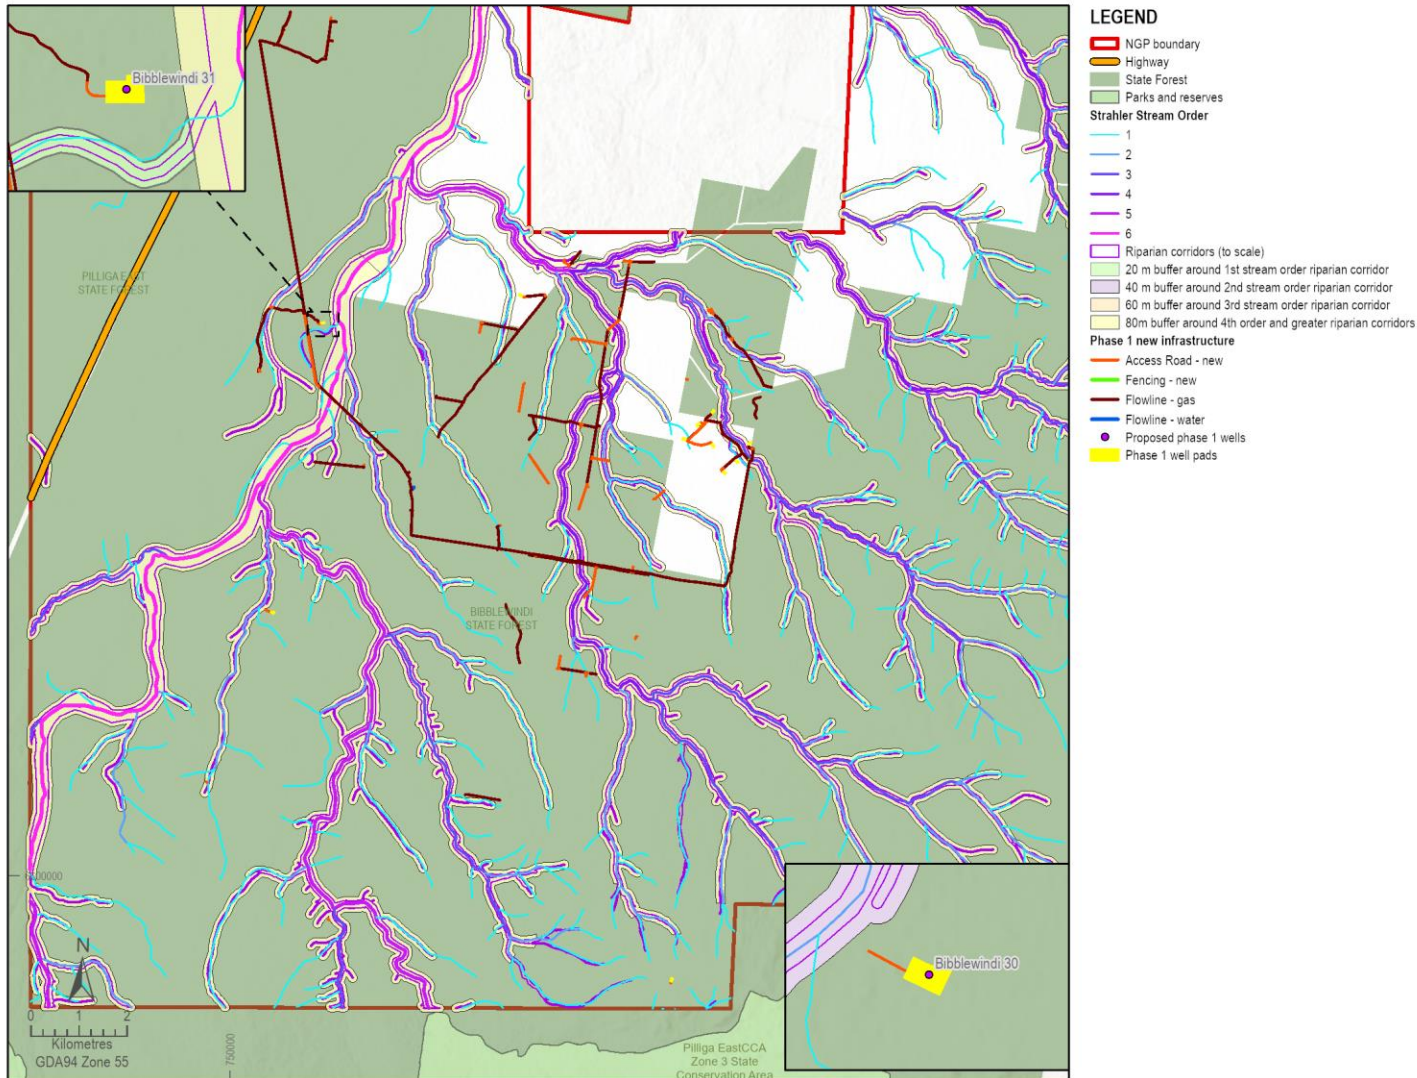 Bibblewindi 31
PILLIGA EAST
STATE FOREST
BIBBLEWINDI
STATE FOREST
N
0 1 2
Kilometres
GDA94 Zone 55
750000
Bibblewindi 30
Pilliga EastCCA
Zone 3 State
Conservation Area
LEGEND
NGP boundary
Highway
State Forest
Parks and reserves
Strahler Stream Order
1
2
3
4
5
6
Riparian corridors (to scale)
20 m buffer around 1st stream order riparian corridor
40 m buffer around 2nd stream order riparian corridor
60 m buffer around 3rd stream order riparian corridor
80m buffer around 4th order and greater riparian corridors
Phase 1 new infrastructure
Access Road - new
Fencing - new
Flowline - gas
Flowline - water
Proposed phase 1 wells
Phase 1 well pads